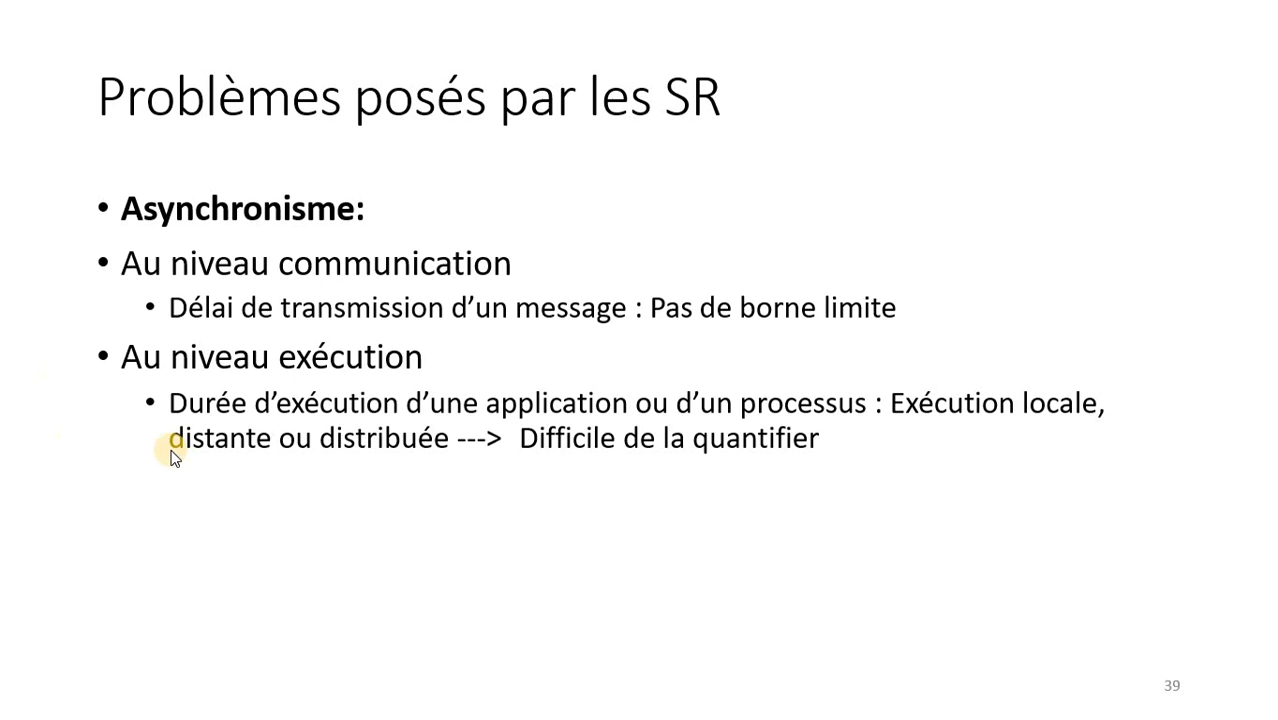 Problèmes posés par les SR
• Asynchronisme:
• Au niveau communication
• Délai de transmission d’un message : Pas de borne limite
• Au niveau exécution
• Durée d’exécution d’une application ou d’un processus : Exécution locale,
distante ou distribuée ---> Difficile de la quantifier
39